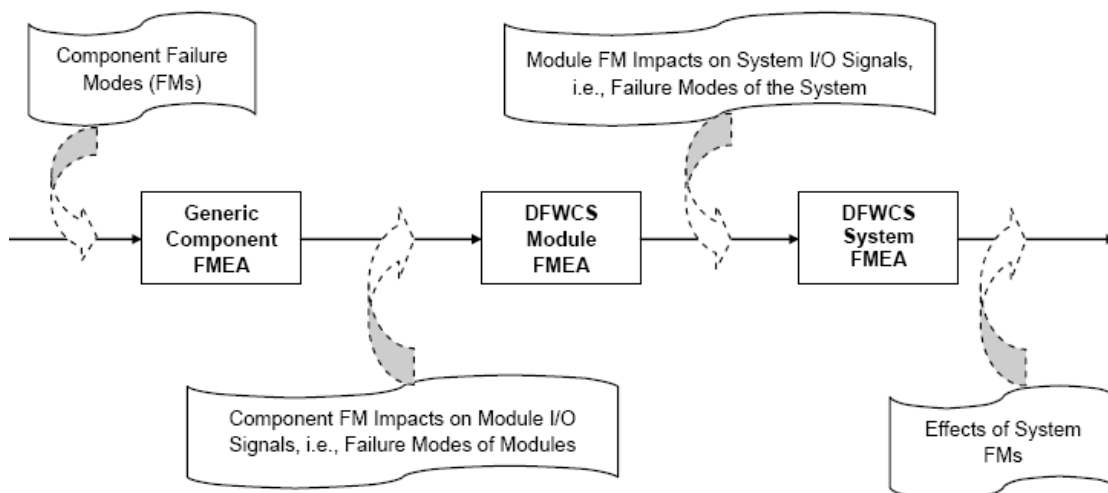 Component Failure
Modes (FMs)
Module FM Impacts on System I/O Signals,
i.e., Failure Modes of the System
Generic
Component
FMEA
DFWCS
Module
FMEA
DFWCS
System
FMEA
Component FM Impacts on Module I/O
Signals, i.e., Failure Modes of Modules
Effects of System
FMs